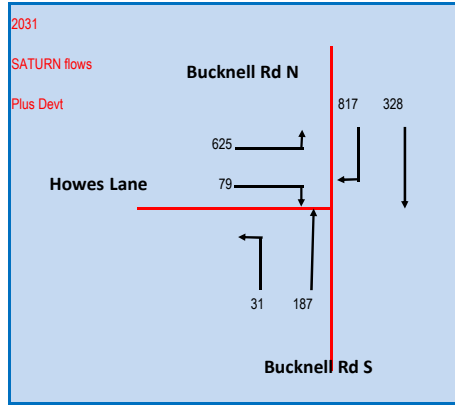 2031
SATURN flows
Bucknell Rd N
Plus Devt
817 328
625
Howes Lane
79
31 187
Bucknell Rd S